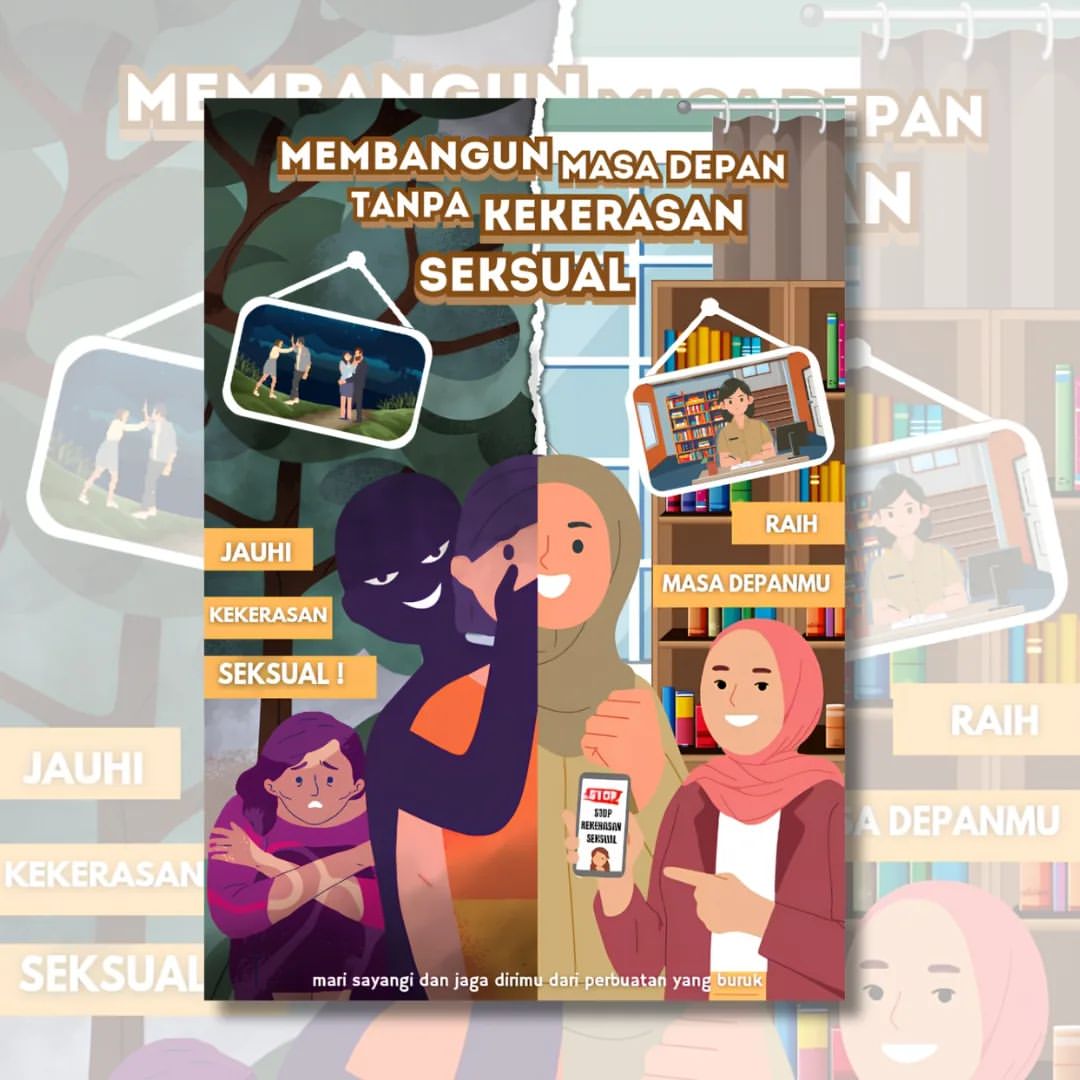 MEMBANGUN MASA DEPAN
TANPA KEKERASAN
SEKSUAL
JAUHI
KEKERASAN
SEKSUAL !
RAIH
MASA DEPANMU
STOP
STOP
KEKERASAN
SEKSUAL
mari sayangi dan jaga dirimu dari perbuatan yang buruk